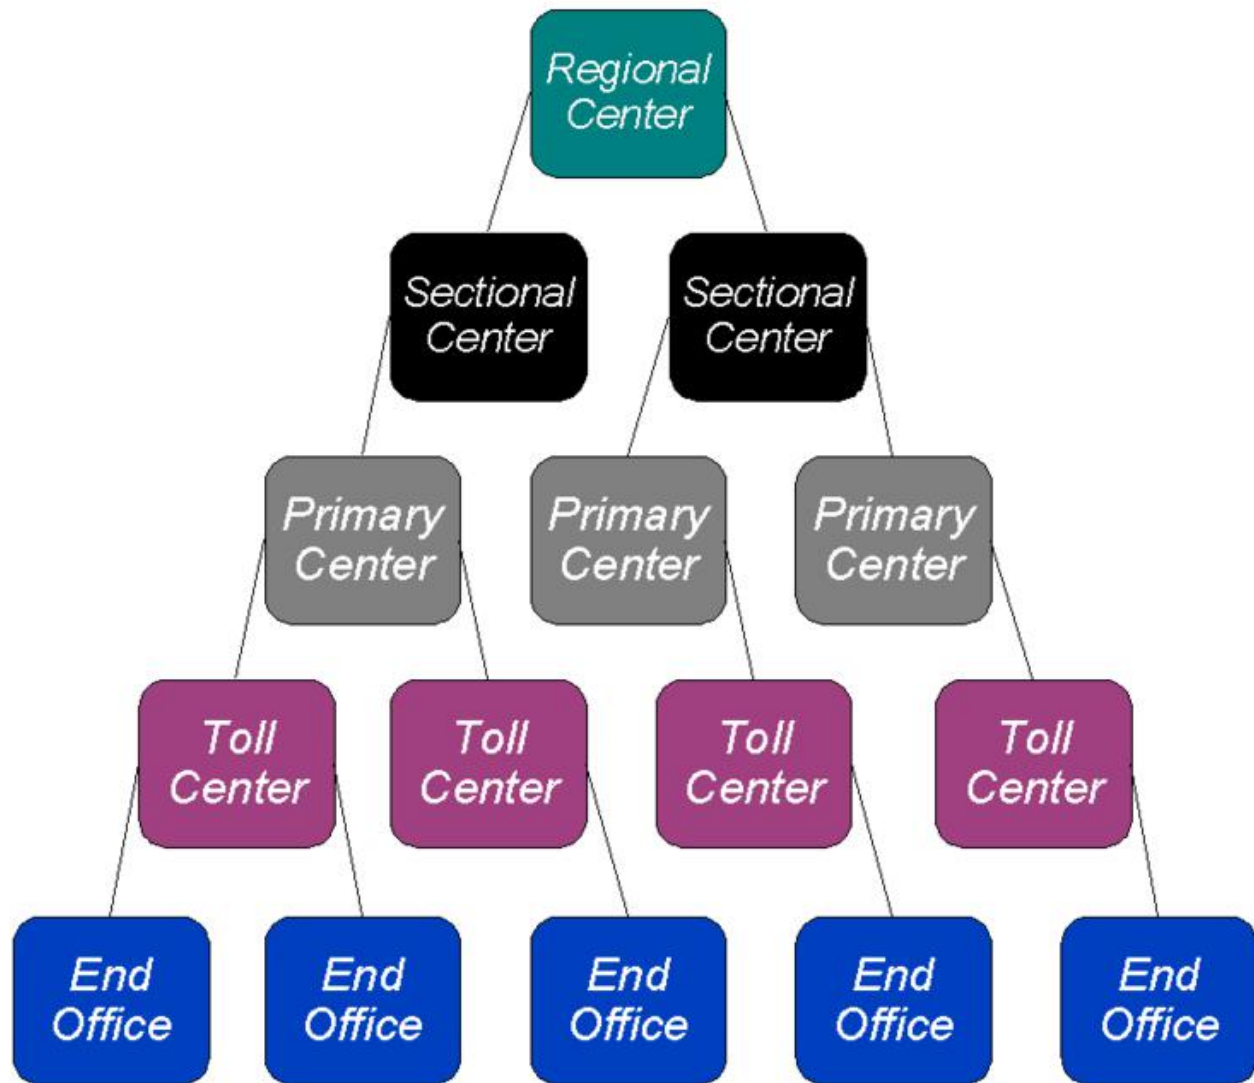 Regional
Center
Sectional
Center
Sectional
Center
Primary
Center
Primary
Center
Primary
Center
Toll
Center
Toll
Center
Toll
Center
Toll
Center
End
Office
End
Office
End
Office
End
Office
End
Office